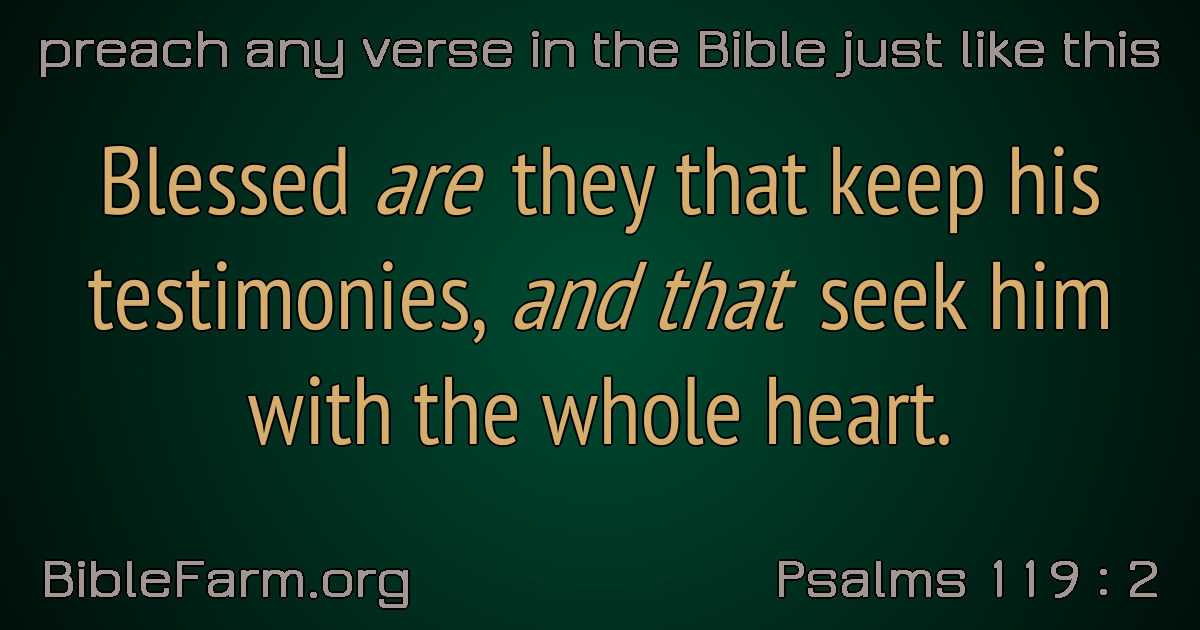 preach any verse in the Bible just like this
Blessed are they that keep his
testimonies, and that seek him
with the whole heart.
BibleFarm.org
Psalms 119 : 2